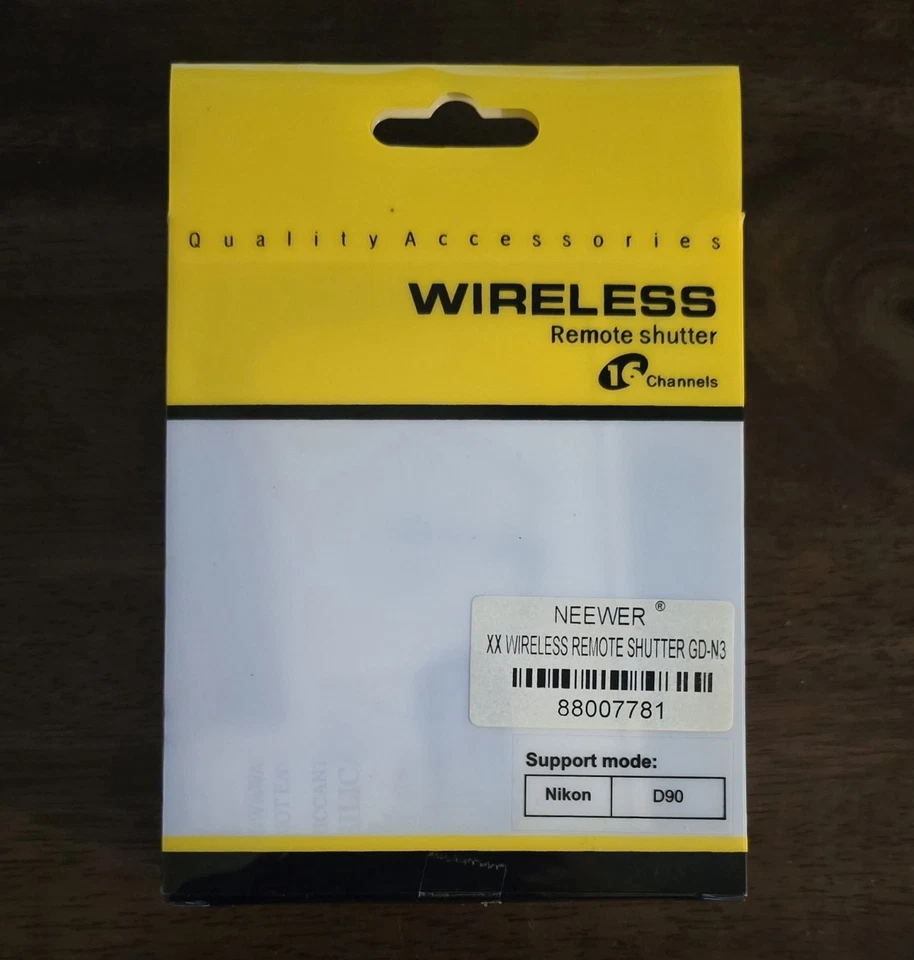 Quality Accessories
WIRELESS
Remote shutter
16 Channels
NEEWER ®
XX WIRELESS REMOTE SHUTTER GD-N3
88007781
Support mode:
Nikon D90